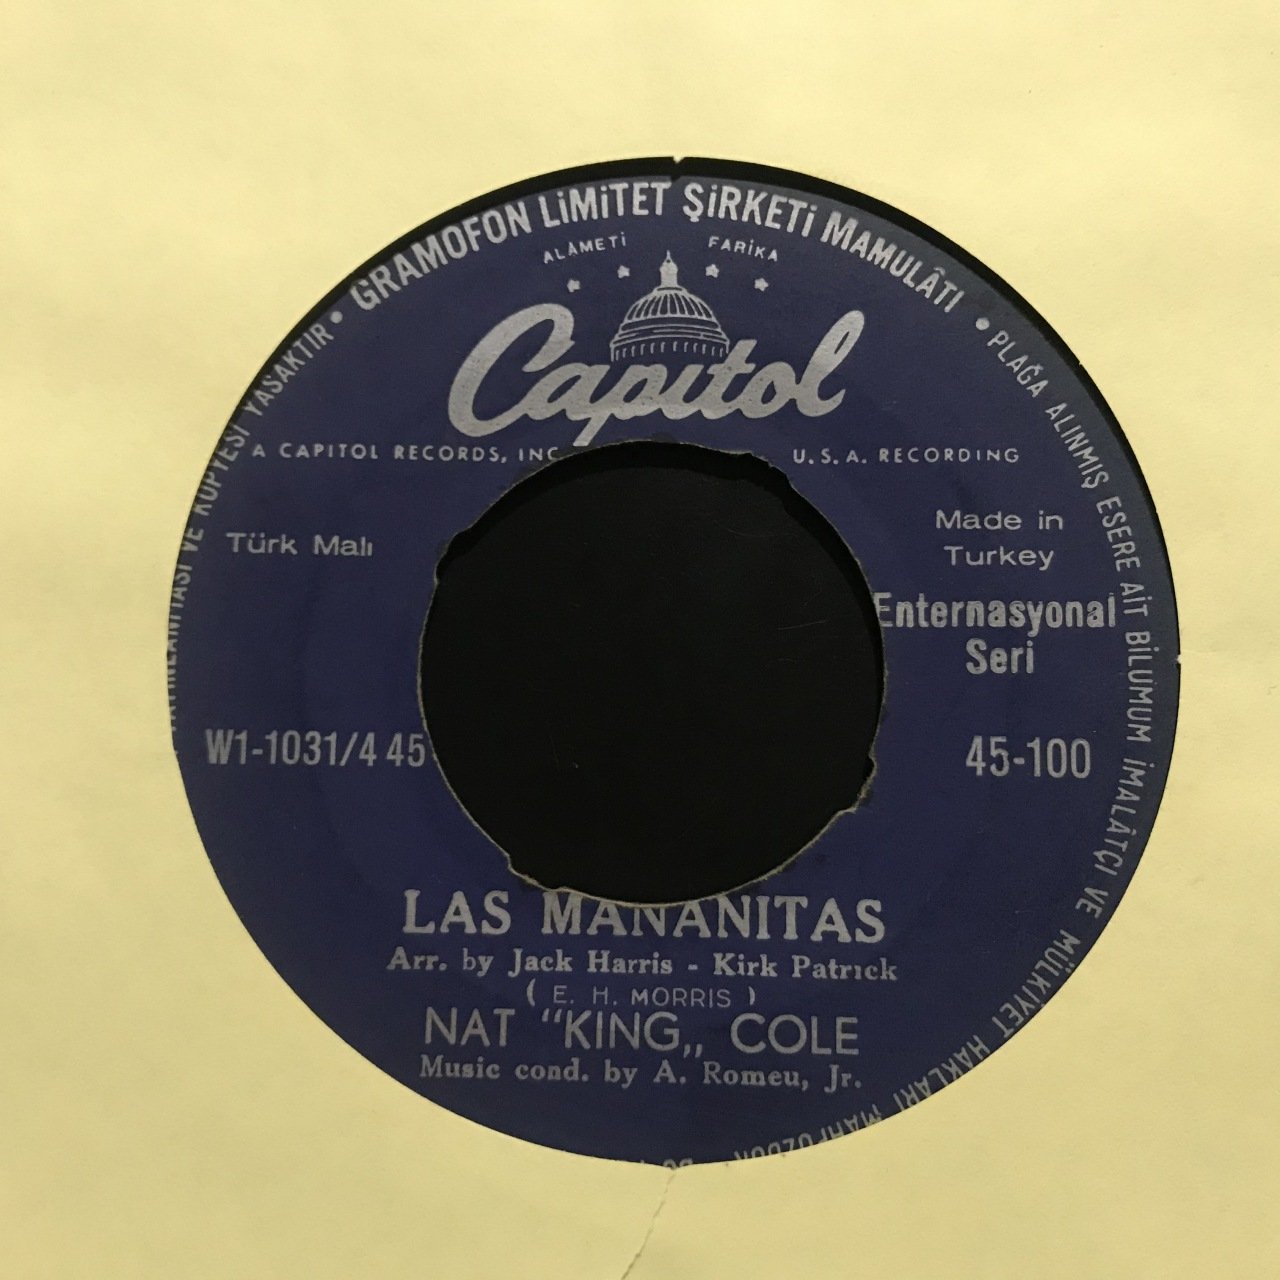 GRAMOFON LİMİTET ŞİRKETİ MAMULÂTI • PLAĞA ALINMIŞ ESERE AİT BİLUMUM İMALÂTÇI VE MÜLKİYET HAKLARI MAHFUZDUR
VE KOPYESİ YASAKTIR •
ALÂMETİ FARİKA
Capitol
A CAPITOL RECORDS, INC. U.S.A. RECORDING
Türk Malı
Made in
Turkey
Enternasyonal
Seri
W1-1031/4 45
45-100
LAS MANANITAS
Arr. by Jack Harris - Kirk Patrick
( E. H. MORRIS )
NAT "KING„ COLE
Music cond. by A. Romeu, Jr.